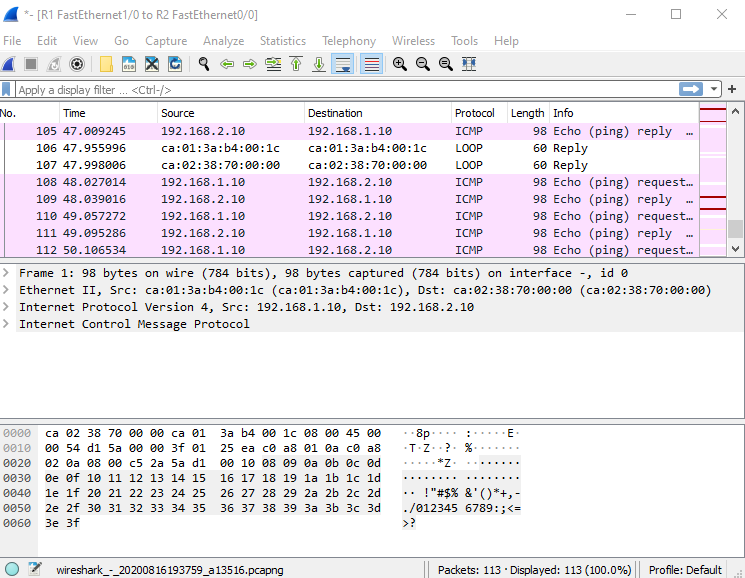 *- [R1 FastEthernet1/0 to R2 FastEthernet0/0]
File Edit View Go Capture Analyze Statistics Telephony Wireless Tools Help
Apply a display filter ... <Ctrl-/>
No. Time Source Destination Protocol Length Info
105 47.009245 192.168.2.10 192.168.1.10 ICMP 98 Echo (ping) reply …
106 47.955996 ca:01:3a:b4:00:1c ca:01:3a:b4:00:1c LOOP 60 Reply
107 47.998006 ca:02:38:70:00:00 ca:02:38:70:00:00 LOOP 60 Reply
108 48.027014 192.168.1.10 192.168.2.10 ICMP 98 Echo (ping) request…
109 48.039016 192.168.2.10 192.168.1.10 ICMP 98 Echo (ping) reply …
110 49.057272 192.168.1.10 192.168.2.10 ICMP 98 Echo (ping) request…
111 49.095286 192.168.2.10 192.168.1.10 ICMP 98 Echo (ping) reply …
112 50.106534 192.168.1.10 192.168.2.10 ICMP 98 Echo (ping) request…
Frame 1: 98 bytes on wire (784 bits), 98 bytes captured (784 bits) on interface -, id 0
Ethernet II, Src: ca:01:3a:b4:00:1c (ca:01:3a:b4:00:1c), Dst: ca:02:38:70:00:00 (ca:02:38:70:00:00)
Internet Protocol Version 4, Src: 192.168.1.10, Dst: 192.168.2.10
Internet Control Message Protocol
0000 ca 02 38 70 00 00 ca 01 3a b4 00 1c 08 00 45 00 ··8p···· :·····E·
0010 00 54 d1 5a 00 00 3f 01 25 ea c0 a8 01 0a c0 a8 ·T·Z··?· %·······
0020 02 0a 08 00 c5 2a 5a d1 00 10 08 09 0a 0b 0c 0d ·····*Z· ········
0030 0e 0f 10 11 12 13 14 15 16 17 18 19 1a 1b 1c 1d ········ ········
0040 1e 1f 20 21 22 23 24 25 26 27 28 29 2a 2b 2c 2d ·· !"#$% &'()*+,-
0050 2e 2f 30 31 32 33 34 35 36 37 38 39 3a 3b 3c 3d ./012345 6789:;<=
0060 3e 3f >?
wireshark_-_20200816193759_a13516.pcapng Packets: 113 · Displayed: 113 (100.0%) Profile: Default